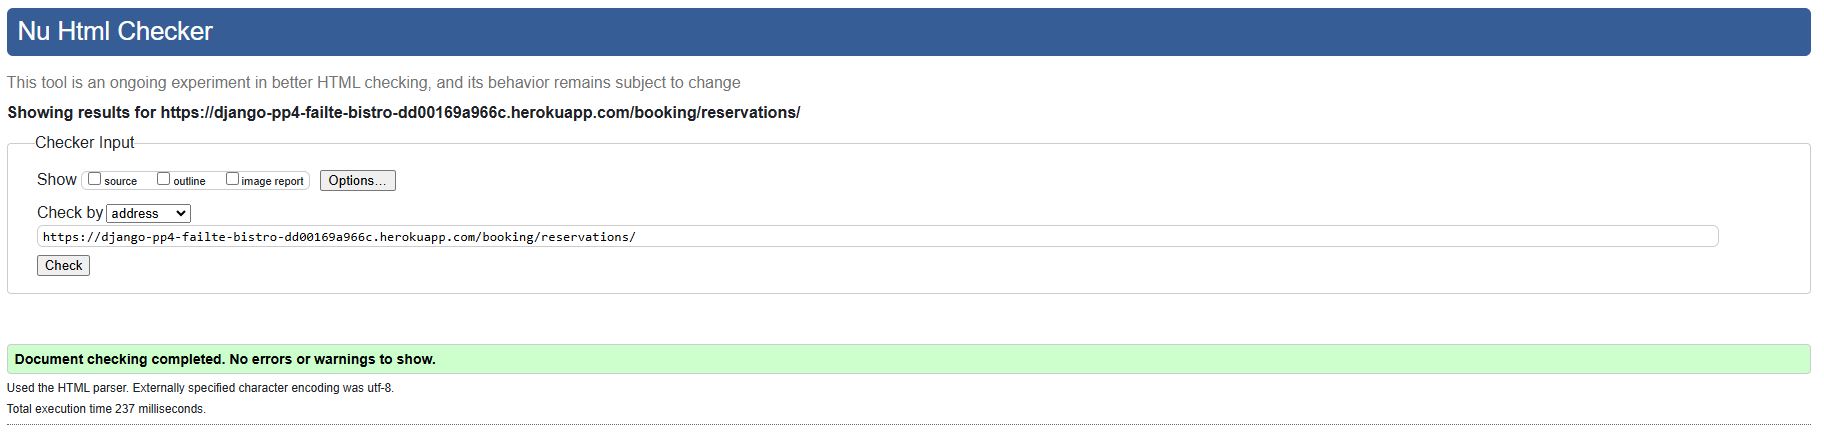 Nu Html Checker
This tool is an ongoing experiment in better HTML checking, and its behavior remains subject to change
Showing results for https://django-pp4-failte-bistro-dd00169a966c.herokuapp.com/booking/reservations/
Checker Input
Show source outline image report Options...
Check by address
https://django-pp4-failte-bistro-dd00169a966c.herokuapp.com/booking/reservations/
Check
Document checking completed. No errors or warnings to show.
Used the HTML parser. Externally specified character encoding was utf-8.
Total execution time 237 milliseconds.